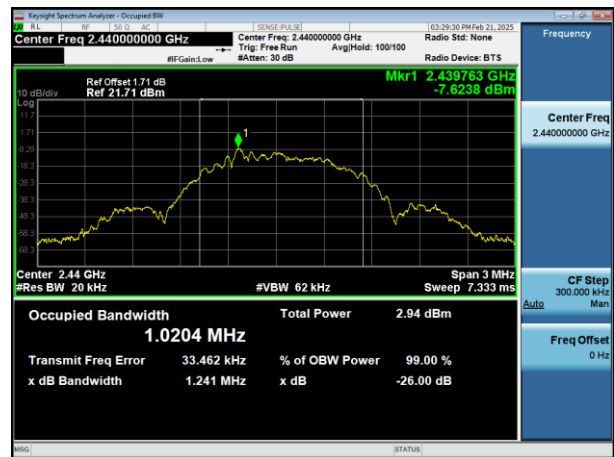 Keysight Spectrum Analyzer - Occupied BW
RL RF 50 Ω AC SENSE:PULSE 03:29:30 PM Feb 21, 2025
Center Freq 2.440000000 GHz Center Freq: 2.440000000 GHz Radio Std: None
Trig: Free Run Avg|Hold: 100/100
#IFGain:Low #Atten: 30 dB Radio Device: BTS
Frequency
Ref Offset 1.71 dB Mkr1 2.439763 GHz
10 dB/div Ref 21.71 dBm -7.6238 dBm
Log
11.7
1.71
-8.29
-18.3
-28.3
-38.3
-48.3
-58.3
-68.3
1
Center 2.44 GHz Span 3 MHz
#Res BW 20 kHz #VBW 62 kHz Sweep 7.333 ms
Occupied Bandwidth Total Power 2.94 dBm
1.0204 MHz
Transmit Freq Error 33.462 kHz % of OBW Power 99.00 %
x dB Bandwidth 1.241 MHz x dB -26.00 dB
Center Freq
2.440000000 GHz
CF Step
300.000 kHz
Auto Man
Freq Offset
0 Hz
MSG STATUS